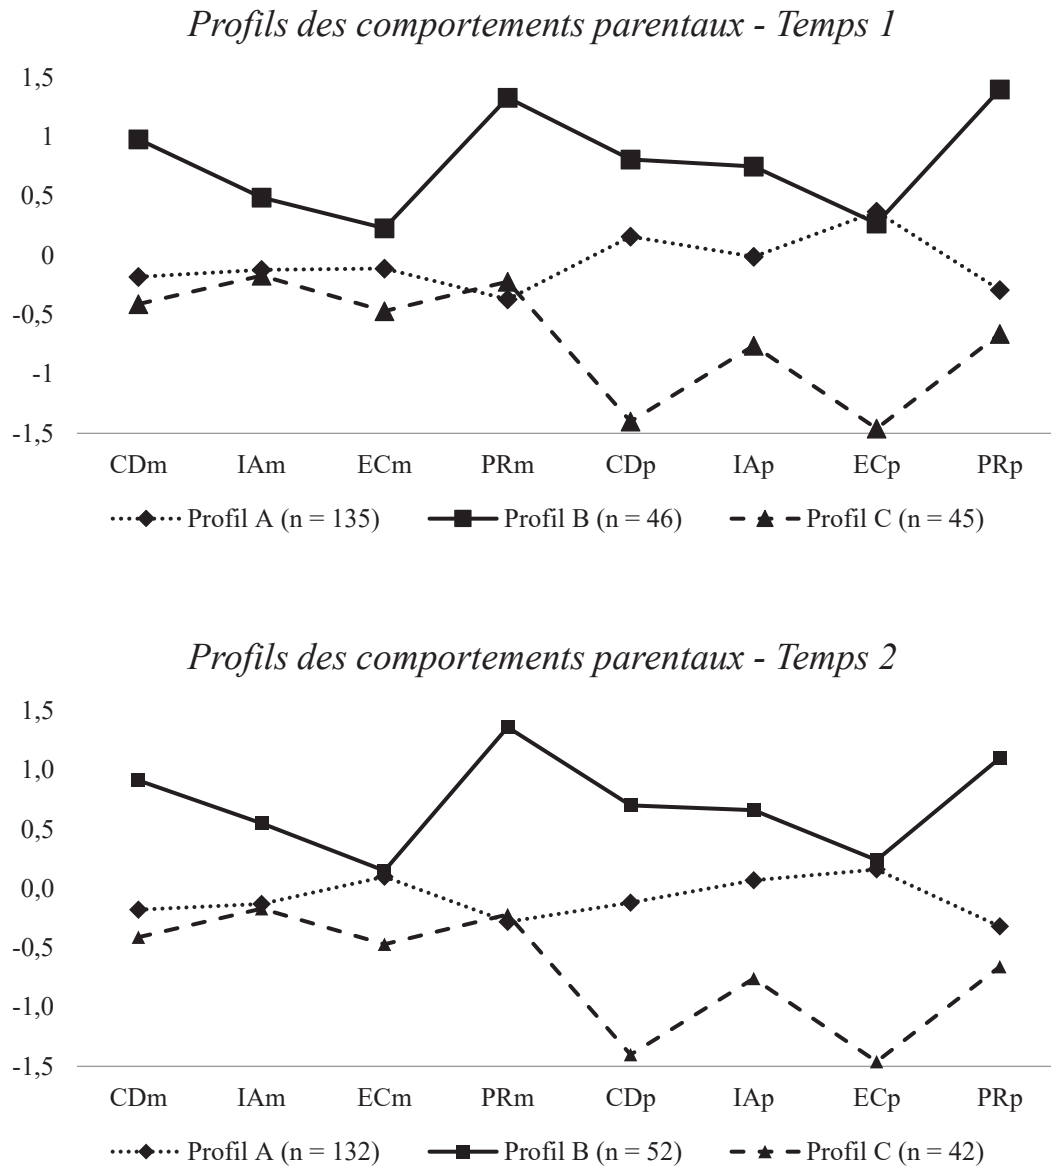 Profils des comportements parentaux - Temps 1
1,5
1
0,5
0
-0,5
-1
-1,5
CDm IAm ECm PRm CDp IAp ECp PRp
Profil A (n = 135) Profil B (n = 46) Profil C (n = 45)
Profils des comportements parentaux - Temps 2
1,5
1,0
0,5
0,0
-0,5
-1,0
-1,5
CDm IAm ECm PRm CDp IAp ECp PRp
Profil A (n = 132) Profil B (n = 52) Profil C (n = 42)